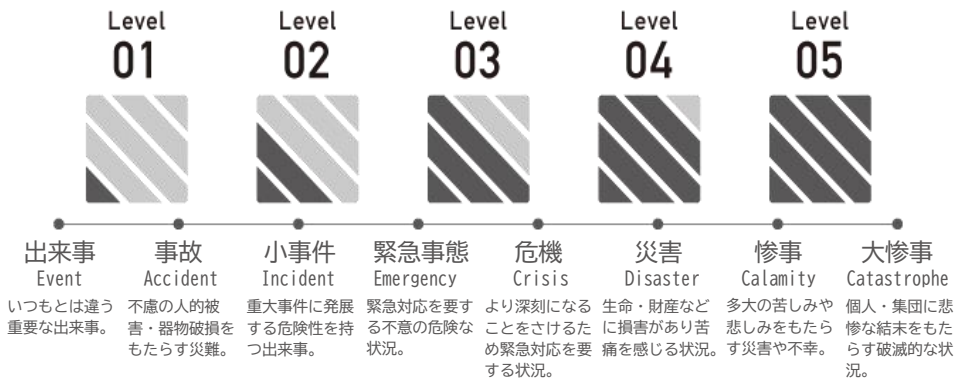 Level
01
Level
02
Level
03
Level
04
Level
05
出来事
Event
いつもとは違う
重要な出来事。
事故
Accident
不慮の人的被
害・器物破損を
もたらす災難。
小事件
Incident
重大事件に発展
する危険性を持
つ出来事。
緊急事態
Emergency
緊急対応を要す
る不意の危険な
状況。
危機
Crisis
より深刻になる
ことをさけるた
め緊急対応を要
する状況。
災害
Disaster
生命・財産など
に損害があり苦
痛を感じる状況。
惨事
Calamity
多大の苦しみや
悲しみをもたら
す災害や不幸。
大惨事
Catastrophe
個人・集団に悲
惨な結末をもた
らす破滅的な状
況。